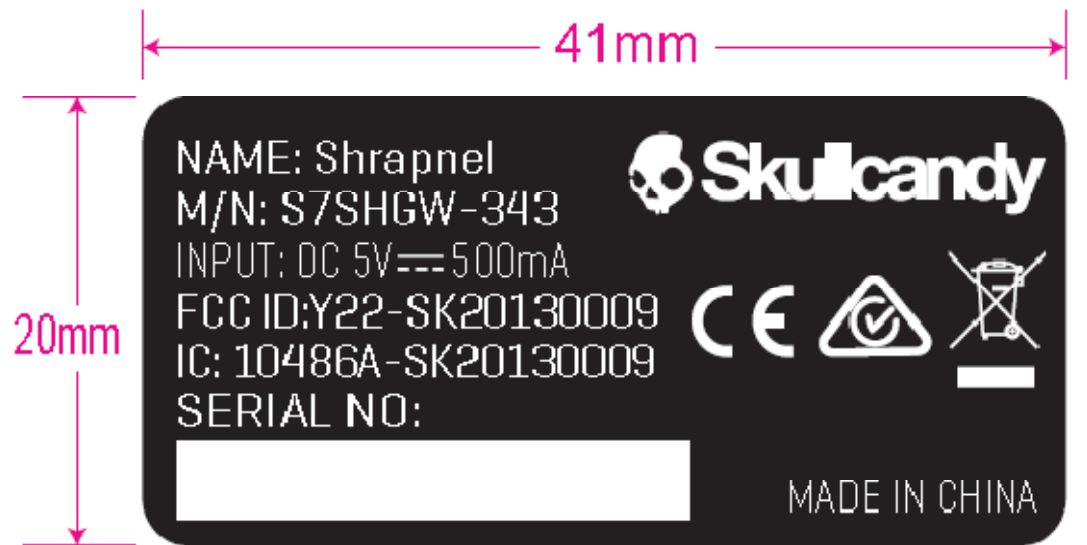 41mm
20mm
NAME: Shrapnel
M/N: S7SHGW-343
INPUT: DC 5V⎓500mA
FCC ID:Y22-SK20130009
IC: 10486A-SK20130009
SERIAL NO:
Skullcandy
CE
MADE IN CHINA